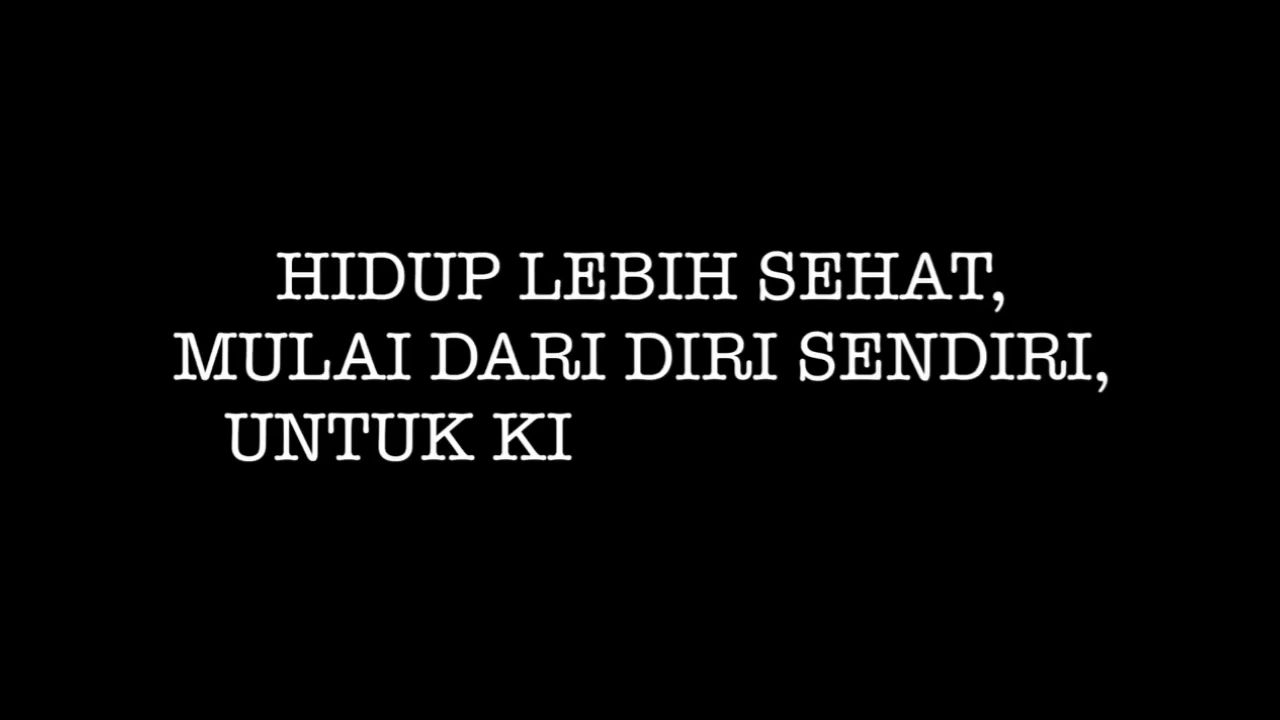 HIDUP LEBIH SEHAT,
MULAI DARI DIRI SENDIRI,
UNTUK KI